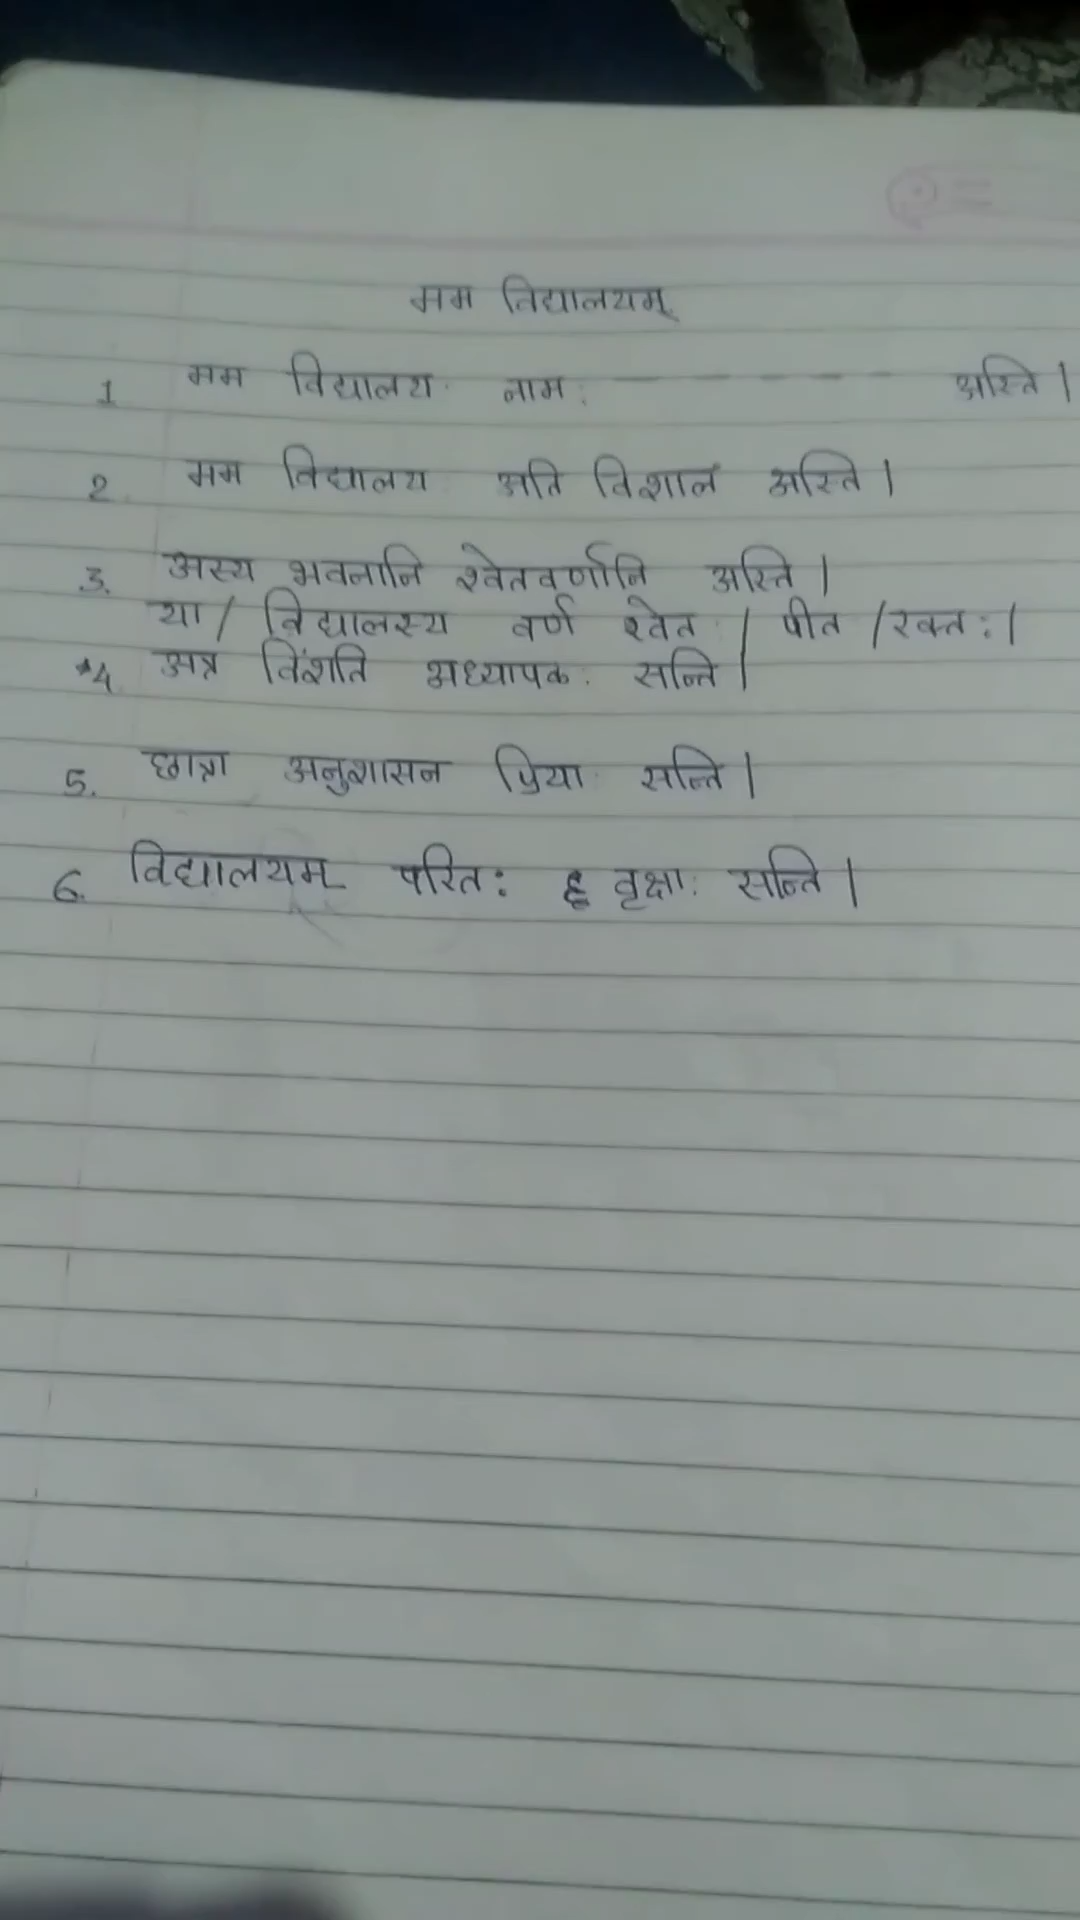 मम विद्यालयम्
1 मम विद्यालय. नाम: - - - - - अस्ति।
2. मम विद्यालय अति विशाल अस्ति।
3. अस्य भवनानि श्वेतवर्णानि अस्ति।
या / विद्यालस्य वर्ण श्वेत: / पीत / रक्त:।
4. अत्र विंशति अध्यापक: सन्ति।
5. छात्रा अनुशासन प्रिया: सन्ति।
6. विद्यालयम् परित: वृक्षा: सन्ति।